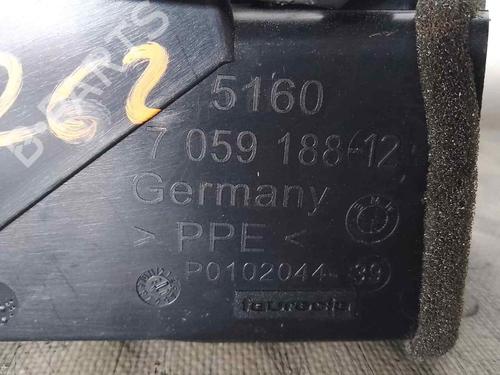 262
5160
7 059 188-12
Germany
> PPE <
P0102044- 39
faurecia